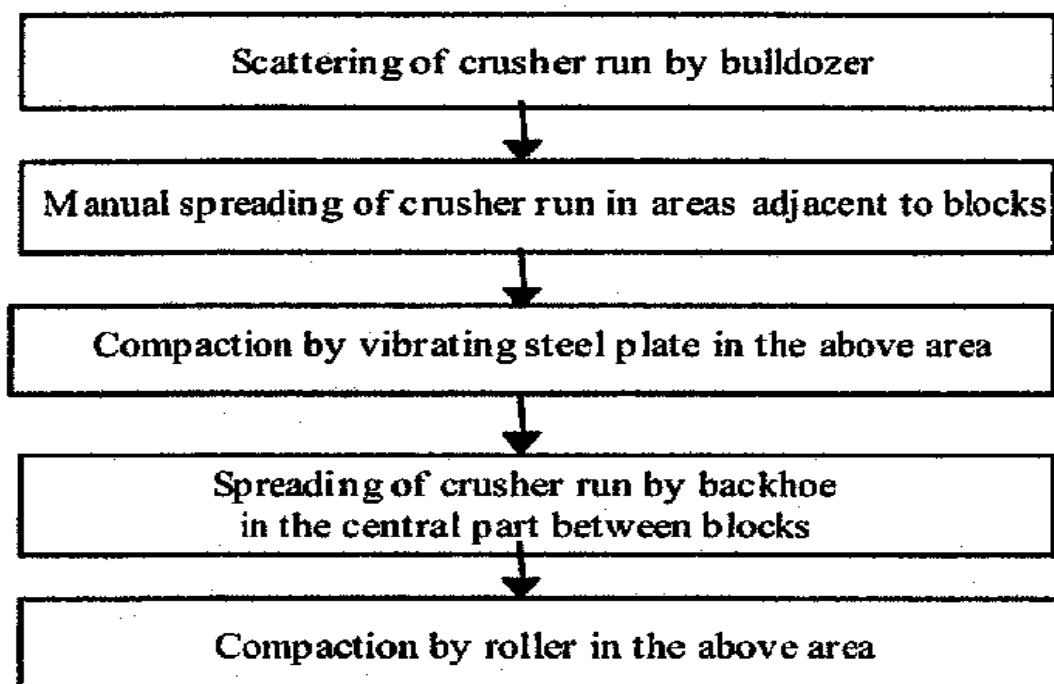 Scattering of crusher run by bulldozer
Manual spreading of crusher run in areas adjacent to blocks
Compaction by vibrating steel plate in the above area
Spreading of crusher run by backhoe
in the central part between blocks
Compaction by roller in the above area